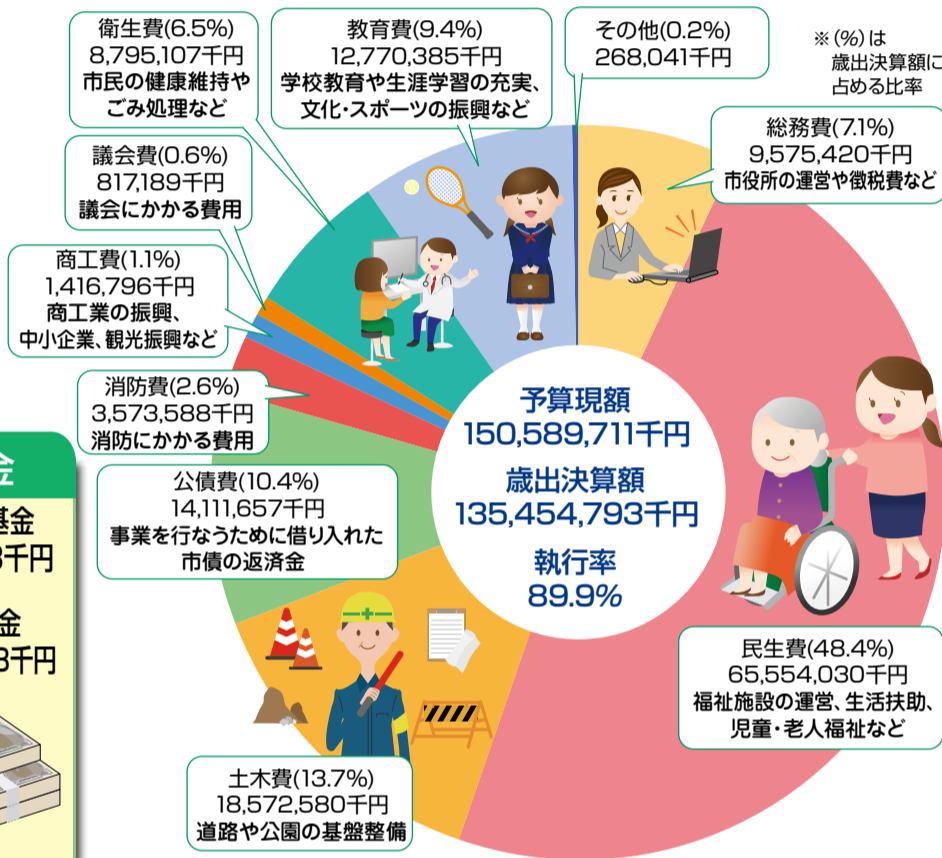 衛生費(6.5%)
8,795,107千円
市民の健康維持や
ごみ処理など
教育費(9.4%)
12,770,385千円
学校教育や生涯学習の充実、
文化・スポーツの振興など
その他(0.2%)
268,041千円
※(%)は
歳出決算額に
占める比率
総務費(7.1%)
9,575,420千円
市役所の運営や徴税費など
議会費(0.6%)
817,189千円
議会にかかる費用
商工費(1.1%)
1,416,796千円
商工業の振興、
中小企業、観光振興など
消防費(2.6%)
3,573,588千円
消防にかかる費用
公債費(10.4%)
14,111,657千円
事業を行なうために借り入れた
市債の返済金
予算現額
150,589,711千円
歳出決算額
135,454,793千円
執行率
89.9%
民生費(48.4%)
65,554,030千円
福祉施設の運営、生活扶助、
児童・老人福祉など
土木費(13.7%)
18,572,580千円
道路や公園の基盤整備
金
基金
3千円
金
3千円